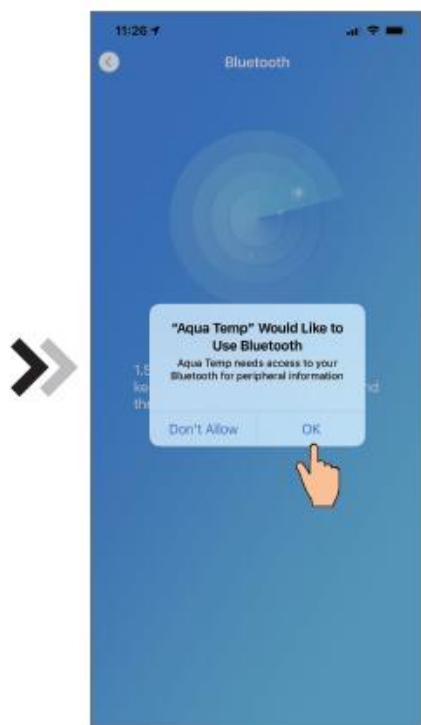 11:26
Bluetooth
"Aqua Temp" Would Like to
Use Bluetooth
Aqua Temp needs access to your
Bluetooth for peripheral information
Don't Allow
OK